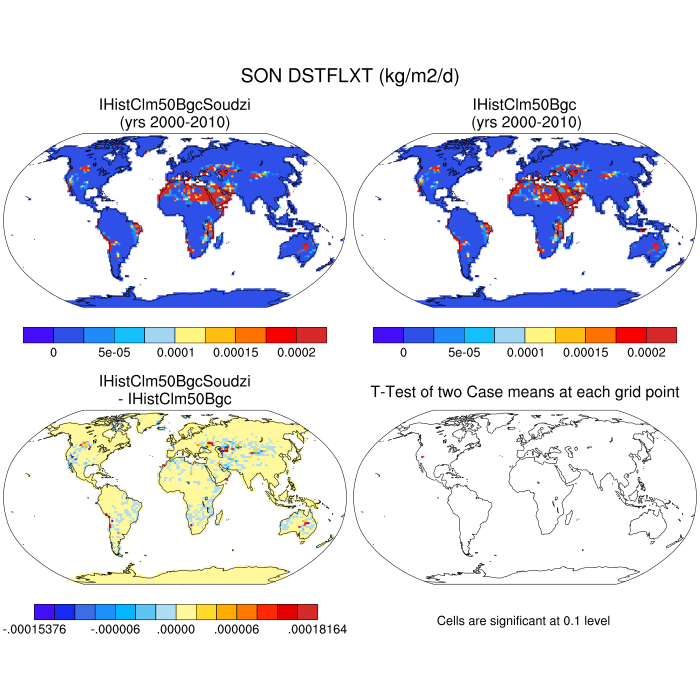 SON DSTFLXT (kg/m2/d)
IHistClm50BgcSoudzi
(yrs 2000-2010)
IHistClm50Bgc
(yrs 2000-2010)
0 5e-05 0.0001 0.00015 0.0002
0 5e-05 0.0001 0.00015 0.0002
IHistClm50BgcSoudzi
- IHistClm50Bgc
T-Test of two Case means at each grid point
-.00015376 -.000006 .00000 .000006 .00018164
Cells are significant at 0.1 level